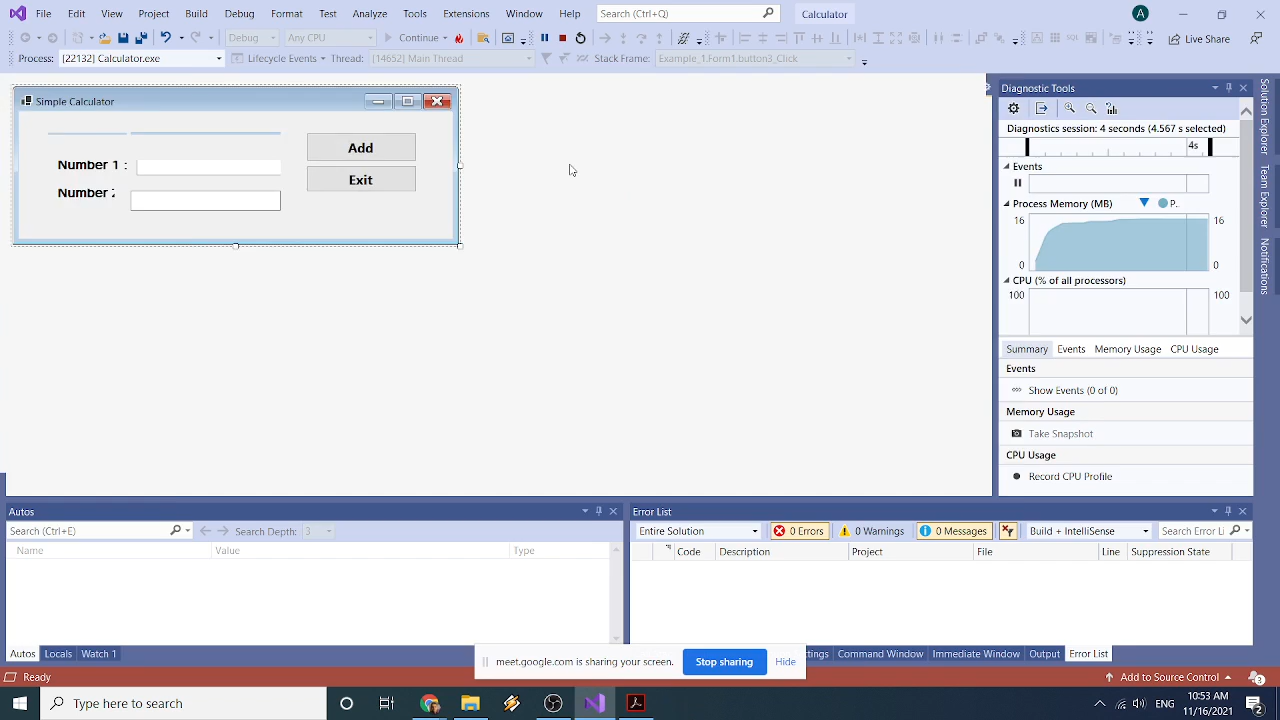 File Edit View Git Project Build Debug Format Test Analyze Tools Extensions Window Help Search (Ctrl+Q) Calculator A
Debug Any CPU Continue Live Share
Process: [22132] Calculator.exe Lifecycle Events Thread: [14652] Main Thread Stack Frame: Example_1.Form1.button3_Click
Simple Calculator
Number 1 :
Number
Add
Exit
Diagnostic Tools
Diagnostics session: 4 seconds (4.567 s selected)
4s
Events
Process Memory (MB) P..
16 16
0 0
CPU (% of all processors)
100 100
Summary Events Memory Usage CPU Usage
Events
Show Events (0 of 0)
Memory Usage
Take Snapshot
CPU Usage
Record CPU Profile
Solution Explorer
Team Explorer
Notifications
Autos
Search (Ctrl+E) Search Depth: 3
Name Value Type
Autos Locals Watch 1
Error List
Entire Solution 0 Errors 0 Warnings 0 Messages Build + IntelliSense Search Error Li
Code Description Project File Line Suppression State
Command Window Immediate Window Output Error List
meet.google.com is sharing your screen. Stop sharing Hide
Ready Add to Source Control 3
Type here to search
10:53 AM
11/16/2021
2